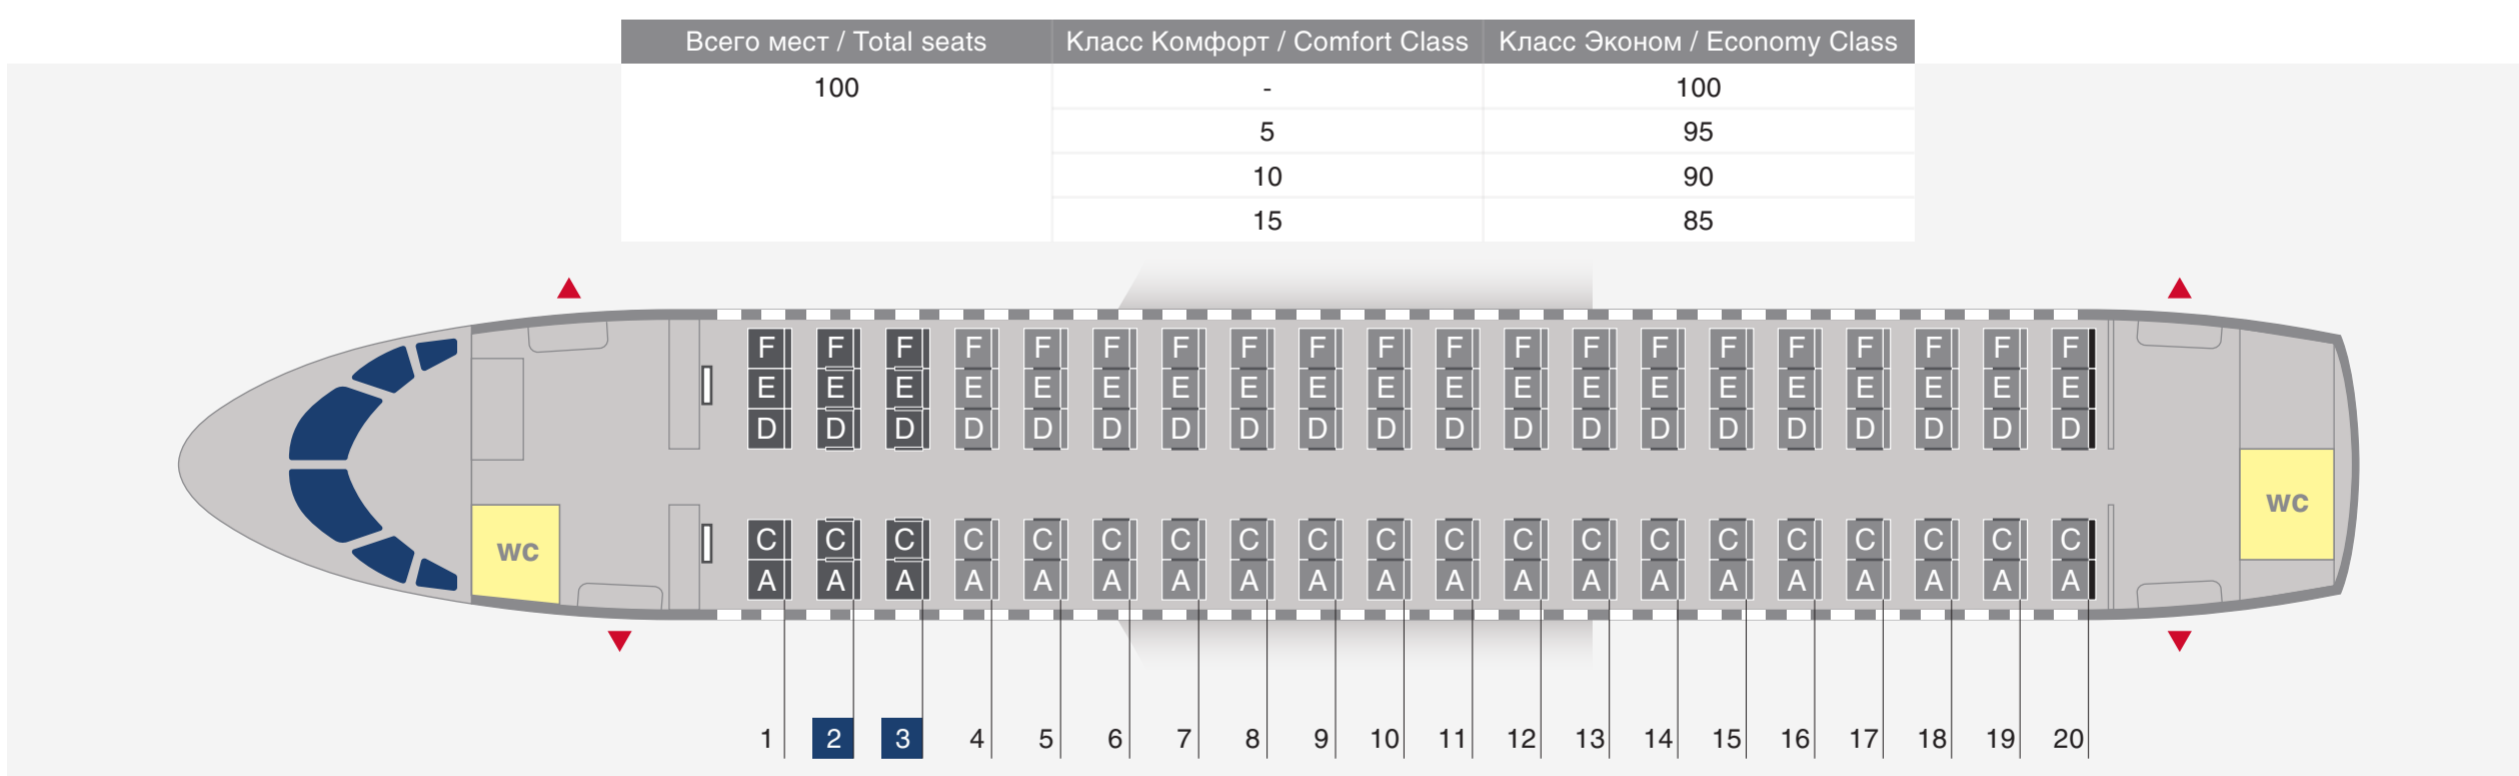 Всего мест / Total seats Класс Комфорт / Comfort Class Класс Эконом / Economy Class
100 - 100
5 95
10 90
15 85
F F F F F F F F F F F F F F F F F F F F
E E E E E E E E E E E E E E E E E E E E
D D D D D D D D D D D D D D D D D D D D
wc
C C C C C C C C C C C C C C C C C C C C
wc
A A A A A A A A A A A A A A A A A A A A
1 2 3 4 5 6 7 8 9 10 11 12 13 14 15 16 17 18 19 20